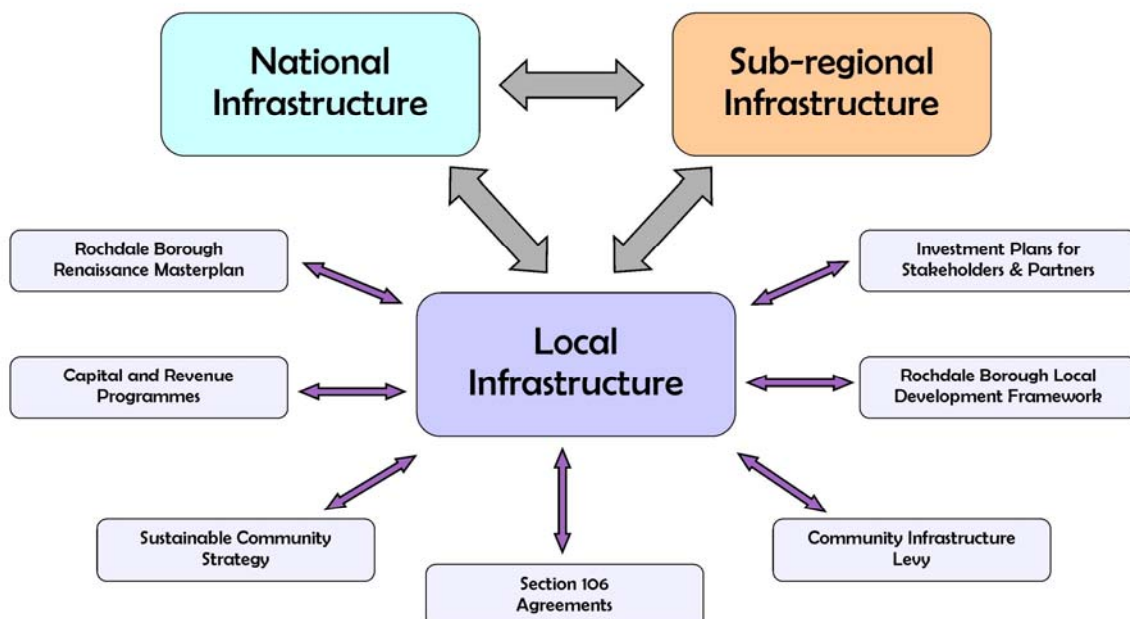 National
Infrastructure
Sub-regional
Infrastructure
Rochdale Borough
Renaissance Masterplan
Investment Plans for
Stakeholders & Partners
Local
Infrastructure
Capital and Revenue
Programmes
Rochdale Borough Local
Development Framework
Sustainable Community
Strategy
Section 106
Agreements
Community Infrastructure
Levy